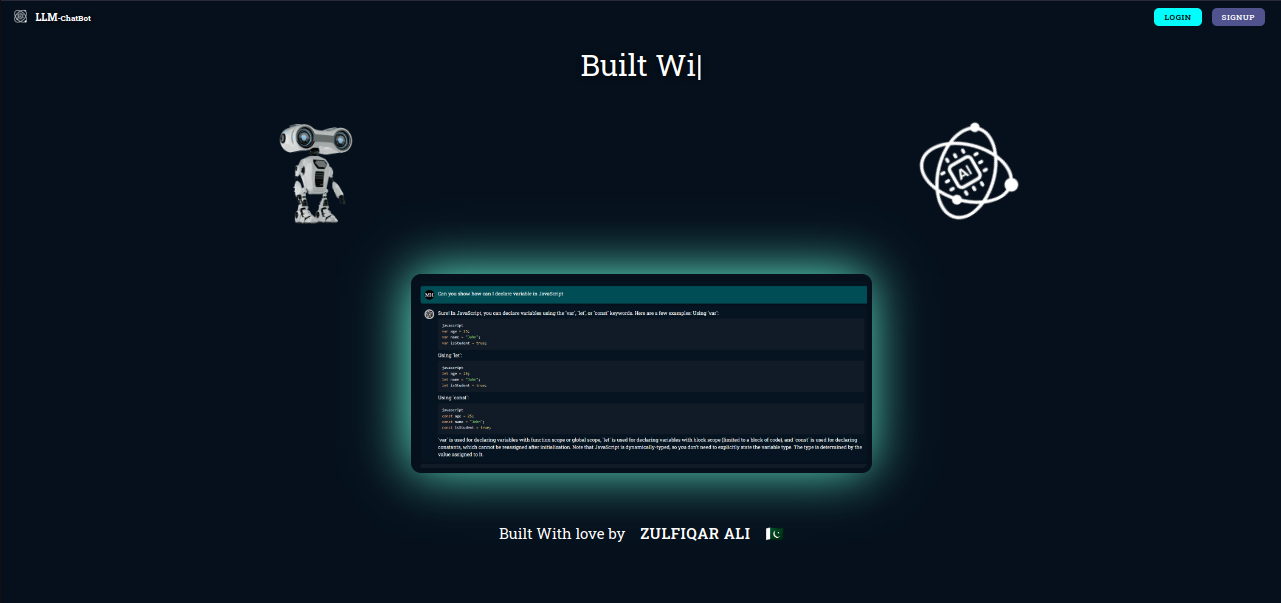 LLM-ChatBot
LOGIN
SIGNUP
Built Wi|
AI
MH
Can you show how can I declare variable in JavaScript
Sure! In JavaScript, you can declare variables using the 'var', 'let', or 'const' keywords. Here are a few examples: Using 'var':
javascript
var age = 25;
var name = "John";
var isStudent = true;
Using 'let':
javascript
let age = 25;
let name = "John";
let isStudent = true;
Using 'const':
javascript
const age = 25;
const name = "John";
const isStudent = true;
'var' is used for declaring variables with function scope or global scope, 'let' is used for declaring variables with block scope (limited to a block of code), and 'const' is used for declaring
constants, which cannot be reassigned after initialization. Note that JavaScript is dynamically-typed, so you don't need to explicitly state the variable type. The type is determined by the
value assigned to it.
Built With love by ZULFIQAR ALI